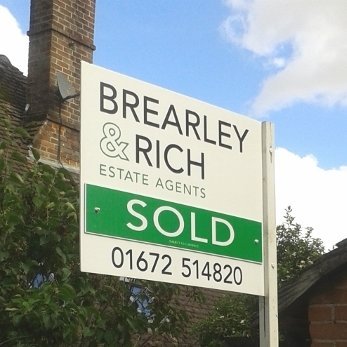 BREARLEY
& RICH
ESTATE AGENTS
SOLD
01672 514820